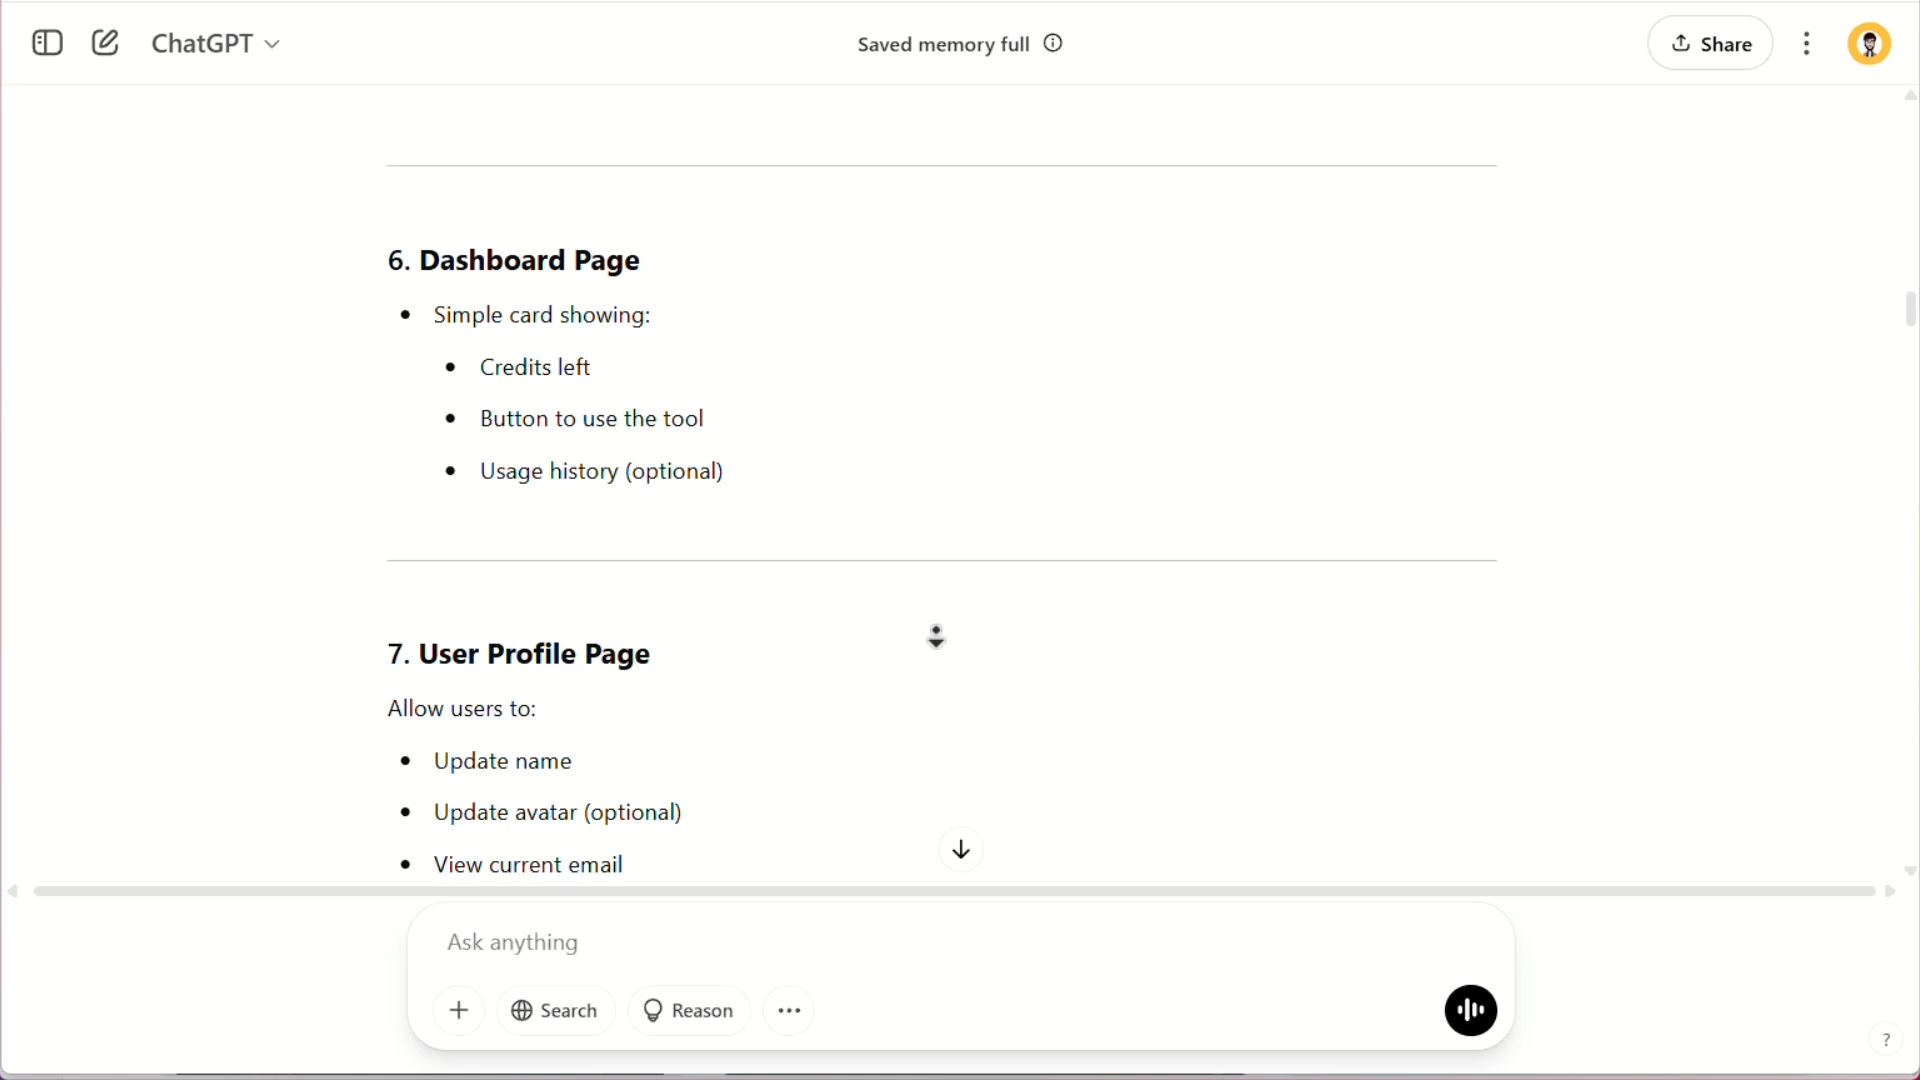 ChatGPT
Saved memory full
Share
6. Dashboard Page
Simple card showing:
Credits left
Button to use the tool
Usage history (optional)
7. User Profile Page
Allow users to:
Update name
Update avatar (optional)
View current email
Ask anything
Search
Reason
?